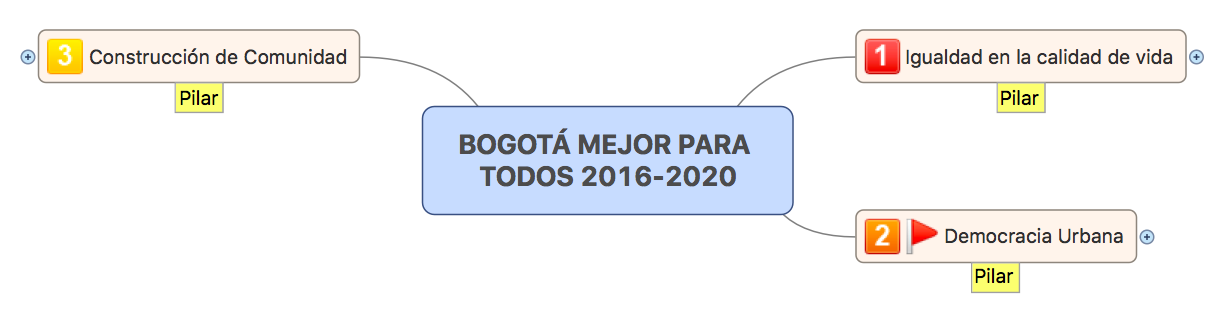 3 Construcción de Comunidad
Pilar
1 Igualdad en la calidad de vida
Pilar
BOGOTÁ MEJOR PARA
TODOS 2016-2020
2 Democracia Urbana
Pilar